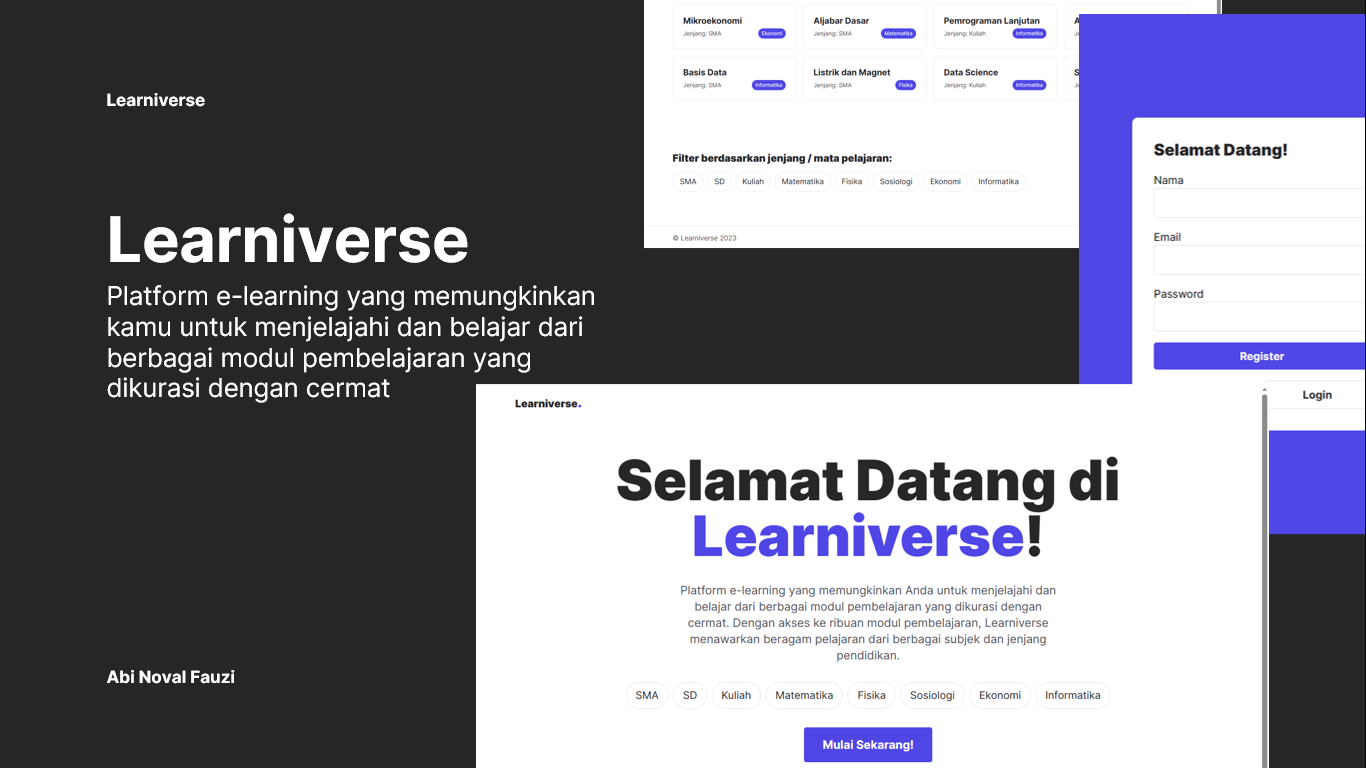 Learniverse
Learniverse
Platform e-learning yang memungkinkan
kamu untuk menjelajahi dan belajar dari
berbagai modul pembelajaran yang
dikurasi dengan cermat
Abi Noval Fauzi
Mikroekonomi
Jenjang: SMA
Ekonomi
Aljabar Dasar
Jenjang: SMA
Matematika
Pemrograman Lanjutan
Jenjang: Kuliah
Informatika
Basis Data
Jenjang: SMA
Informatika
Listrik dan Magnet
Jenjang: SMA
Fisika
Data Science
Jenjang: Kuliah
Informatika
Filter berdasarkan jenjang / mata pelajaran:
SMA SD Kuliah Matematika Fisika Sosiologi Ekonomi Informatika
© Learniverse 2023
Selamat Datang!
Nama
Email
Password
Register
Login
Learniverse.
Selamat Datang di
Learniverse!
Platform e-learning yang memungkinkan Anda untuk menjelajahi dan
belajar dari berbagai modul pembelajaran yang dikurasi dengan
cermat. Dengan akses ke ribuan modul pembelajaran, Learniverse
menawarkan beragam pelajaran dari berbagai subjek dan jenjang
pendidikan.
SMA SD Kuliah Matematika Fisika Sosiologi Ekonomi Informatika
Mulai Sekarang!